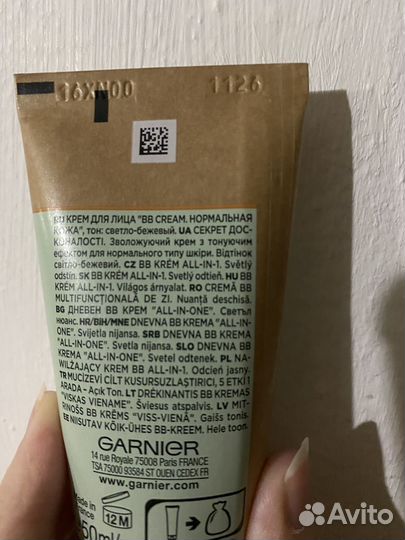 16XN00 1126
RU КРЕМ ДЛЯ ЛИЦА "BB CREAM. НОРМАЛЬНАЯ
КОЖА", тон: светло-бежевый. UA СЕКРЕТ ДОС-
КОНАЛОСТІ. Зволожуючий крем з тонуючим
ефектом для нормального типу шкіри. Відтінок
світло-бежевий. CZ BB KRÉM ALL-IN-1. Světlý
odstín. SK BB KRÉM ALL-IN-1. Svetlý odtieň. HU BB
KRÉM ALL-IN-1. Világos árnyalat. RO CREMĂ BB
MULTIFUNCȚIONALĂ DE ZI. Nuanță deschisă.
BG ДНЕВЕН BB КРЕМ "ALL-IN-ONE". Светъл
нюанс. HR/BiH/MNE DNEVNA BB KREMA "ALL-IN-
ONE". Svijetla nijansa. SRB DNEVNA BB KREMA
"ALL-IN-ONE". Svetla nijansa. SLO DNEVNA BB
KREMA "ALL-IN-ONE". Svetel odtenek. PL NA-
WILŻAJĄCY KREM BB ALL-IN-1. Odcień jasny.
TR MUCİZEVİ CİLT KUSURSUZLAŞTIRICI, 5 ETKİ 1
ARADA - Açık Ton. LT DRĖKINANTIS BB KREMAS
"VISKAS VIENAME". Šviesus atspalvis. LV MIT-
RINOŠS BB KRĒMS "VISS-VIENĀ". Gaišs tonis.
EE NIISUTAV KÕIK-ÜHES BB-KREEM. Hele toon.
GARNIER
14 rue Royale 75008 Paris FRANCE
TSA 75000 93584 ST OUEN CEDEX FR
www.garnier.com
Made in
France
12 M
50ml
Avito